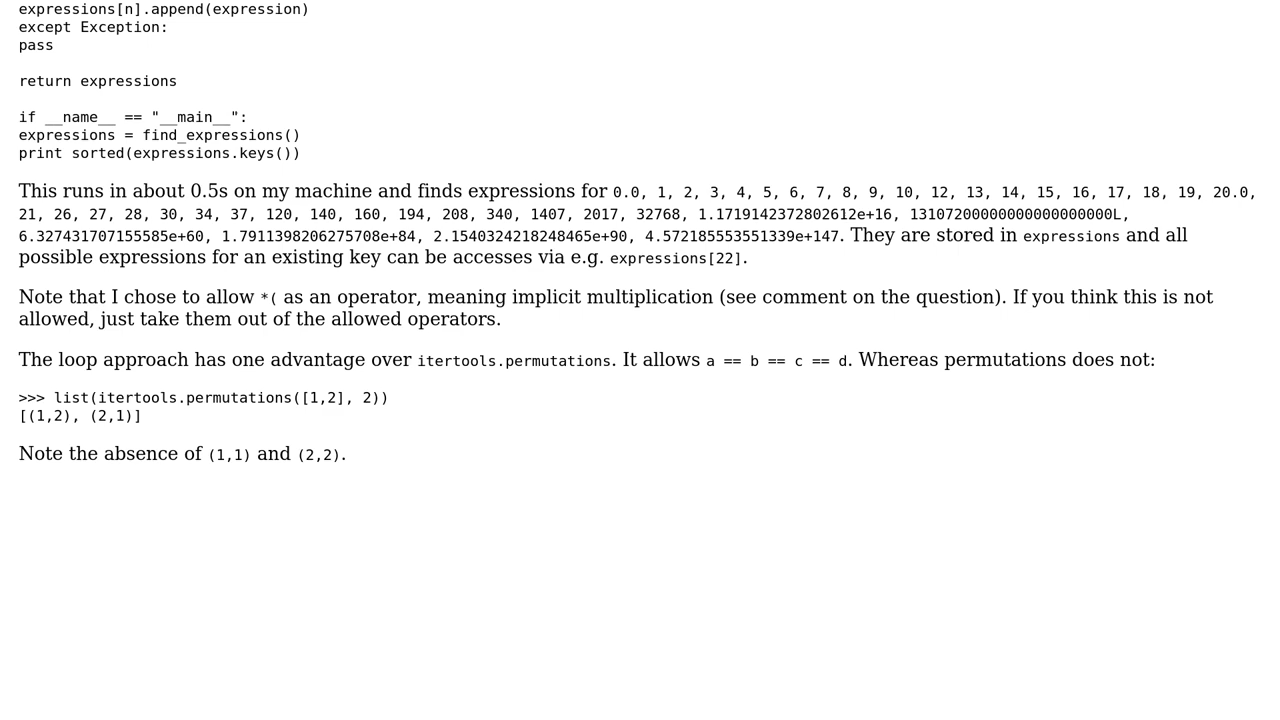 expressions[n].append(expression)
except Exception:
pass
return expressions
if __name__ == "__main__":
expressions = find_expressions()
print sorted(expressions.keys())
This runs in about 0.5s on my machine and finds expressions for 0.0, 1, 2, 3, 4, 5, 6, 7, 8, 9, 10, 12, 13, 14, 15, 16, 17, 18, 19, 20.0,
21, 26, 27, 28, 30, 34, 37, 120, 140, 160, 194, 208, 340, 1407, 2017, 32768, 1.1719142372802612e+16, 13107200000000000000000L,
6.327431707155585e+60, 1.7911398206275708e+84, 2.1540324218248465e+90, 4.572185553551339e+147. They are stored in expressions and all
possible expressions for an existing key can be accesses via e.g. expressions[22].
Note that I chose to allow *( as an operator, meaning implicit multiplication (see comment on the question). If you think this is not
allowed, just take them out of the allowed operators.
The loop approach has one advantage over itertools.permutations. It allows a == b == c == d. Whereas permutations does not:
>>> list(itertools.permutations([1,2], 2))
[(1,2), (2,1)]
Note the absence of (1,1) and (2,2).